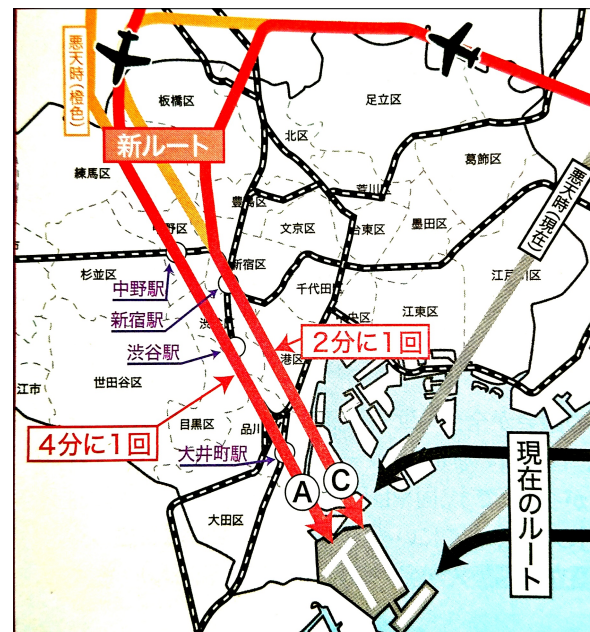 悪天時(橙色)
板橋区
足立区
北区
新ルート
葛飾区
練馬区
荒川区
悪天時(現在)
豊島区
中野区
文京区
台東区
墨田区
杉並区
新宿区
江戸川区
中野駅
千代田
新宿駅
渋谷
中央区
江東区
2分に1回
渋谷駅
港区
世田谷区
目黒区
品川
4分に1回
大井町駅
現在のルート
A
C
大田区